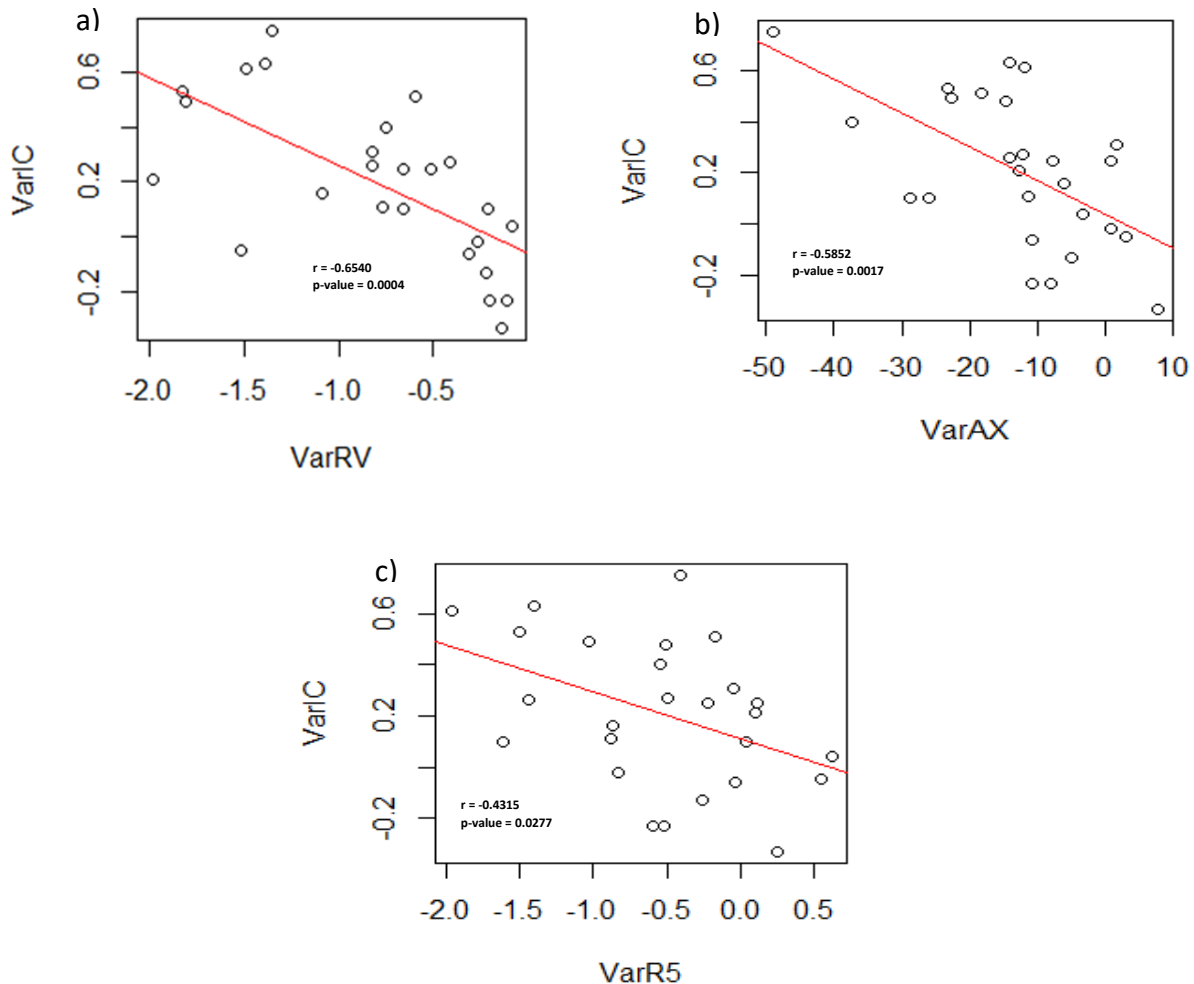 a)
0.6
0.2
-0.2
VarIC
r = -0.6540
p-value = 0.0004
-2.0 -1.5 -1.0 -0.5
VarRV
b)
0.6
0.2
-0.2
VarIC
r = -0.5852
p-value = 0.0017
-50 -40 -30 -20 -10 0 10
VarAX
c)
0.6
0.2
-0.2
VarIC
r = -0.4315
p-value = 0.0277
-2.0 -1.5 -1.0 -0.5 0.0 0.5
VarR5